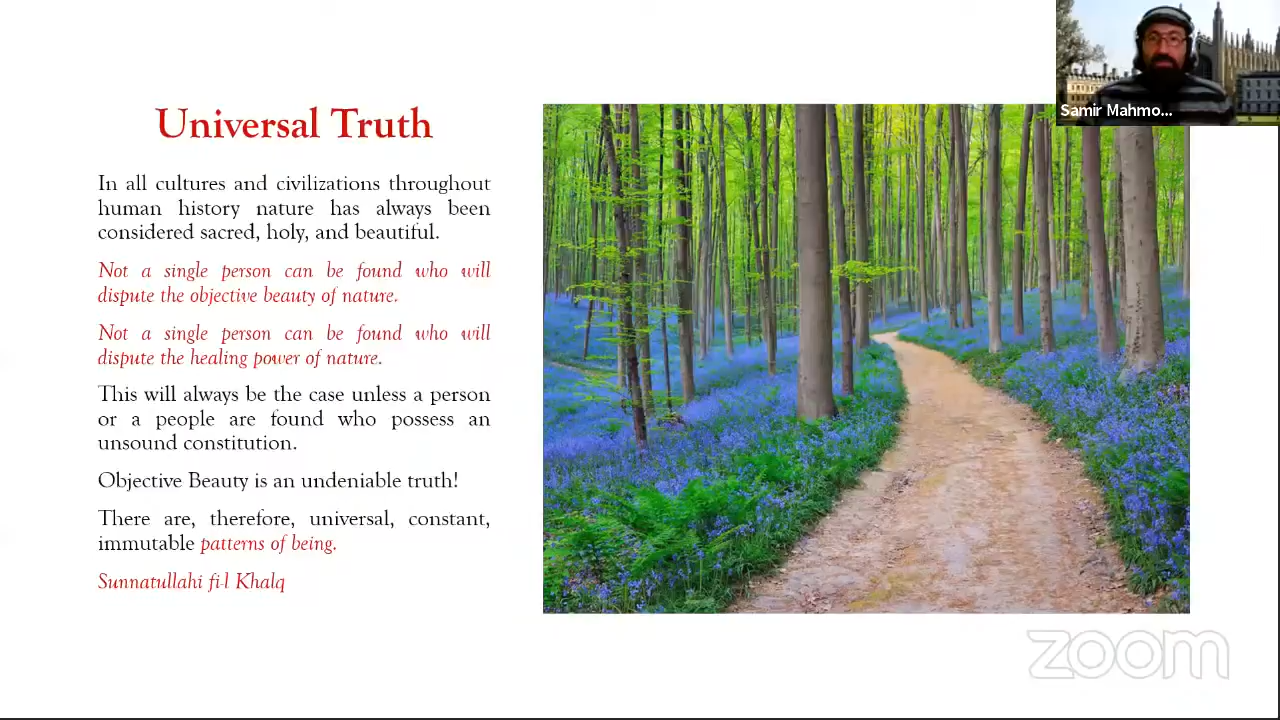 Universal Truth
In all cultures and civilizations throughout
human history nature has always been
considered sacred, holy, and beautiful.
Not a single person can be found who will
dispute the objective beauty of nature.
Not a single person can be found who will
dispute the healing power of nature.
This will always be the case unless a person
or a people are found who possess an
unsound constitution.
Objective Beauty is an undeniable truth!
There are, therefore, universal, constant,
immutable patterns of being.
Sunnatullahi fi-l Khalq
Samir Mahmo...
zoom